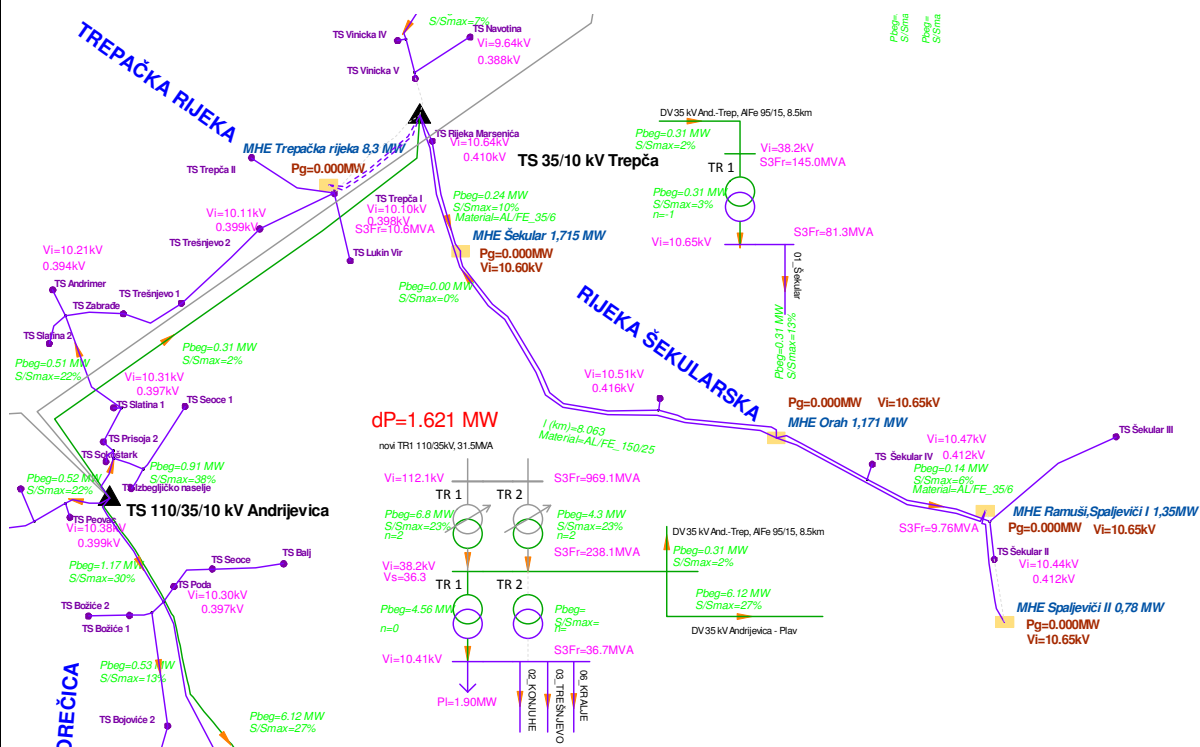 S/Smax=7%
TS Vinicka IV
TS Navotina
Vi=9.64kV
0.388kV
TS Vinicka V
Pbeg=
S/Sma
Pbeg=
S/Sma
TREPAČKA RIJEKA
MHE Trepačka rijeka 8,3 MW
Pg=0.000MW
TS Trepča II
TS Rijeka Marsenića
Vi=10.64kV
0.410kV
TS 35/10 kV Trepča
DV 35 kV And.-Trep, AlFe 95/15, 8.5km
Pbeg=0.31 MW
S/Smax=2%
Vi=38.2kV
S3Fr=145.0MVA
TR 1
Pbeg=0.31 MW
S/Smax=3%
n=-1
Vi=10.65kV
S3Fr=81.3MVA
01_Šekular
Pbeg=0.31 MW
S/Smax=13%
Pbeg=0.24 MW
S/Smax=10%
Material=AL/FE_35/6
TS Trepča I
Vi=10.10kV
0.398kV
S3Fr=10.6MVA
Vi=10.11kV
0.399kV
TS Trešnjevo 2
TS Lukin Vir
MHE Šekular 1,715 MW
Pg=0.000MW
Vi=10.60kV
Pbeg=0.00 MW
S/Smax=0%
Vi=10.21kV
0.394kV
TS Andrimer
TS Trešnjevo 1
TS Zabrađe
TS Slatina 2
Pbeg=0.51 MW
S/Smax=22%
Pbeg=0.31 MW
S/Smax=2%
RIJEKA ŠEKULARSKA
Vi=10.31kV
0.397kV
TS Slatina 1
TS Seoce 1
TS Prisoja 2
TS Sokoštark
Pbeg=0.91 MW
S/Smax=38%
Pbeg=0.52 MW
S/Smax=22%
TS Izbegličko naselje
TS 110/35/10 kV Andrijevica
TS Peovac
Vi=10.38kV
0.399kV
Pbeg=1.17 MW
S/Smax=30%
TS Seoce
TS Balj
TS Poda
Vi=10.30kV
0.397kV
TS Božiće 2
TS Božiće 1
Pbeg=0.53 MW
S/Smax=13%
TS Bojoviće 2
Pbeg=6.12 MW
S/Smax=27%
OREČICA
dP=1.621 MW
novi TR1 110/35kV, 31.5MVA
l (km)=8.063
Material=AL/FE_150/25
Vi=112.1kV
S3Fr=969.1MVA
TR 1
TR 2
Pbeg=6.8 MW
S/Smax=23%
n=2
Pbeg=4.3 MW
S/Smax=23%
n=2
S3Fr=238.1MVA
Vi=38.2kV
Vs=36.3
TR 1
TR 2
Pbeg=4.56 MW
n=0
Pbeg=
S/Smax=
n=
Vi=10.41kV
S3Fr=36.7MVA
Pl=1.90MW
02_KONJUHE
03_TREŠNJEVO
06_KRALJE
DV 35 kV And.-Trep, AlFe 95/15, 8.5km
Pbeg=0.31 MW
S/Smax=2%
Pbeg=6.12 MW
S/Smax=27%
DV 35 kV Andrijevica - Plav
Vi=10.51kV
0.416kV
Pg=0.000MW Vi=10.65kV
MHE Orah 1,171 MW
TS Šekular III
Vi=10.47kV
0.412kV
TS Šekular IV
Pbeg=0.14 MW
S/Smax=6%
Material=AL/FE_35/6
MHE Ramuši,Spaljevići I 1,35MW
S3Fr=9.76MVA
Pg=0.000MW Vi=10.65kV
TS Šekular II
Vi=10.44kV
0.412kV
MHE Spaljevići II 0,78 MW
Pg=0.000MW
Vi=10.65kV